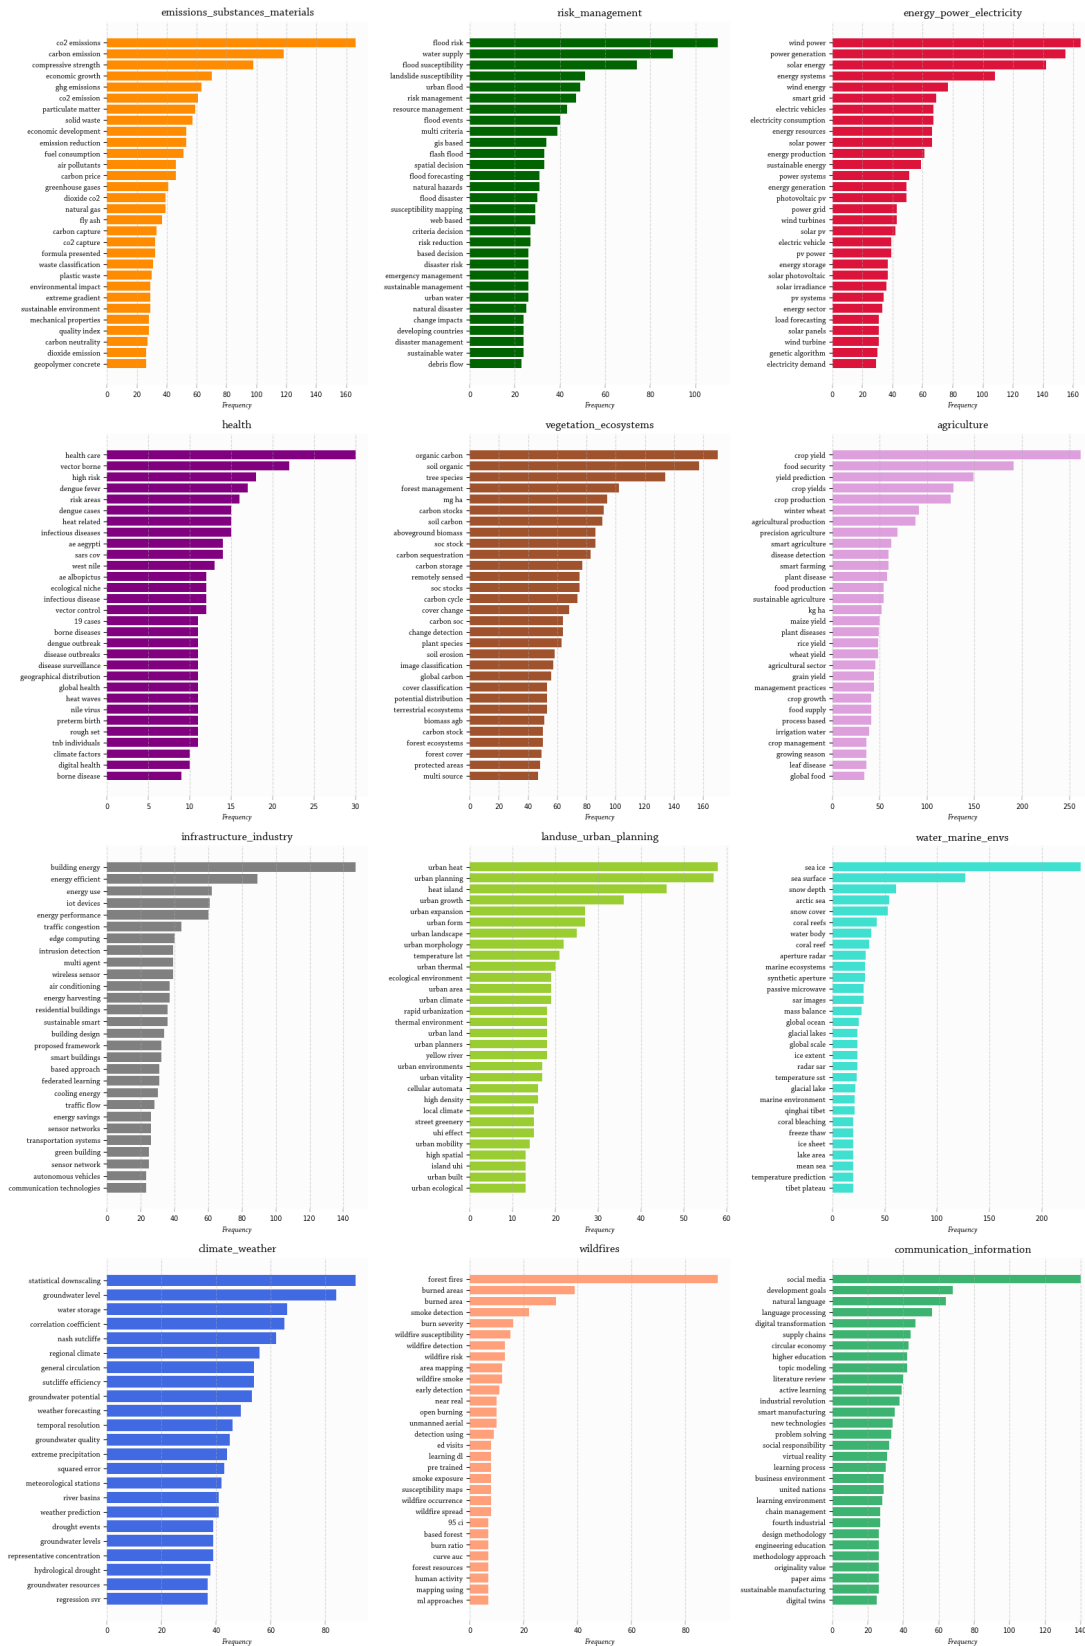 emissions_substances_materials
co2 emissions
carbon emission
compressive strength
economic growth
ghg emissions
co2 emission
particulate matter
solid waste
economic development
emission reduction
fuel consumption
air pollutants
carbon price
greenhouse gases
dioxide co2
natural gas
fly ash
carbon capture
co2 capture
formula presented
waste classification
plastic waste
environmental impact
extreme gradient
sustainable environment
mechanical properties
quality index
carbon neutrality
dioxide emission
geopolymer concrete
0 20 40 60 80 100 120 140 160
Frequency
risk_management
flood risk
water supply
flood susceptibility
landslide susceptibility
urban flood
risk management
resource management
flood events
multi criteria
gis based
flash flood
spatial decision
flood forecasting
natural hazards
flood disaster
susceptibility mapping
web based
criteria decision
risk reduction
based decision
disaster risk
emergency management
sustainable management
urban water
natural disaster
change impacts
developing countries
disaster management
sustainable water
debris flow
0 20 40 60 80 100
Frequency
energy_power_electricity
wind power
power generation
solar energy
energy systems
wind energy
smart grid
electric vehicles
electricity consumption
energy resources
solar power
energy production
sustainable energy
power systems
energy generation
photovoltaic pv
power grid
wind turbines
solar pv
electric vehicle
pv power
energy storage
solar photovoltaic
solar irradiance
pv systems
energy sector
load forecasting
solar panels
wind turbine
genetic algorithm
electricity demand
0 20 40 60 80 100 120 140 160
Frequency
health
health care
vector borne
high risk
dengue fever
risk areas
dengue cases
heat related
infectious diseases
ae aegypti
sars cov
west nile
ae albopictus
ecological niche
infectious disease
vector control
19 cases
borne diseases
dengue outbreak
disease outbreaks
disease surveillance
geographical distribution
global health
heat waves
nile virus
preterm birth
rough set
tnb individuals
climate factors
digital health
borne disease
0 5 10 15 20 25 30
Frequency
vegetation_ecosystems
organic carbon
soil organic
tree species
forest management
mg ha
carbon stocks
soil carbon
aboveground biomass
soc stock
carbon sequestration
carbon storage
remotely sensed
soc stocks
carbon cycle
cover change
carbon soc
change detection
plant species
soil erosion
image classification
global carbon
cover classification
potential distribution
terrestrial ecosystems
biomass agb
carbon stock
forest ecosystems
forest cover
protected areas
multi source
0 20 40 60 80 100 120 140 160
Frequency
agriculture
crop yield
food security
yield prediction
crop yields
crop production
winter wheat
agricultural production
precision agriculture
smart agriculture
disease detection
smart farming
plant disease
food production
sustainable agriculture
kg ha
maize yield
plant diseases
rice yield
wheat yield
agricultural sector
grain yield
management practices
crop growth
food supply
process based
irrigation water
crop management
growing season
leaf disease
global food
0 50 100 150 200 250
Frequency
infrastructure_industry
building energy
energy efficient
energy use
iot devices
energy performance
traffic congestion
edge computing
intrusion detection
multi agent
wireless sensor
air conditioning
energy harvesting
residential buildings
sustainable smart
building design
proposed framework
smart buildings
based approach
federated learning
cooling energy
traffic flow
energy savings
sensor networks
transportation systems
green building
sensor network
autonomous vehicles
communication technologies
0 20 40 60 80 100 120 140
Frequency
landuse_urban_planning
urban heat
urban planning
heat island
urban growth
urban expansion
urban form
urban landscape
urban morphology
temperature lst
urban thermal
ecological environment
urban area
urban climate
rapid urbanization
thermal environment
urban land
urban planners
yellow river
urban environments
urban vitality
cellular automata
high density
local climate
street greenery
uhi effect
urban mobility
high spatial
island uhi
urban built
urban ecological
0 10 20 30 40 50 60
Frequency
water_marine_envs
sea ice
sea surface
snow depth
arctic sea
snow cover
coral reefs
water body
coral reef
aperture radar
marine ecosystems
synthetic aperture
passive microwave
sar images
mass balance
global ocean
glacial lakes
global scale
ice extent
radar sar
temperature sst
glacial lake
marine environment
qinghai tibet
coral bleaching
freeze thaw
ice sheet
lake area
mean sea
temperature prediction
tibet plateau
0 50 100 150 200
Frequency
climate_weather
statistical downscaling
groundwater level
water storage
correlation coefficient
nash sutcliffe
regional climate
general circulation
sutcliffe efficiency
groundwater potential
weather forecasting
temporal resolution
groundwater quality
extreme precipitation
squared error
meteorological stations
river basins
weather prediction
drought events
groundwater levels
representative concentration
hydrological drought
groundwater resources
regression svr
0 20 40 60 80
Frequency
wildfires
forest fires
burned areas
burned area
smoke detection
burn severity
wildfire susceptibility
wildfire detection
wildfire risk
area mapping
wildfire smoke
early detection
near real
open burning
unmanned aerial
detection using
ed visits
learning dl
pre trained
smoke exposure
susceptibility maps
wildfire occurrence
wildfire spread
95 ci
based forest
burn ratio
curve auc
forest resources
human activity
mapping using
ml approaches
0 20 40 60 80
Frequency
communication_information
social media
development goals
natural language
language processing
digital transformation
supply chains
circular economy
higher education
topic modeling
literature review
active learning
industrial revolution
smart manufacturing
new technologies
problem solving
social responsibility
virtual reality
learning process
business environment
united nations
learning environment
chain management
fourth industrial
design methodology
engineering education
methodology approach
originality value
paper aims
sustainable manufacturing
digital twins
0 20 40 60 80 100 120 140
Frequency